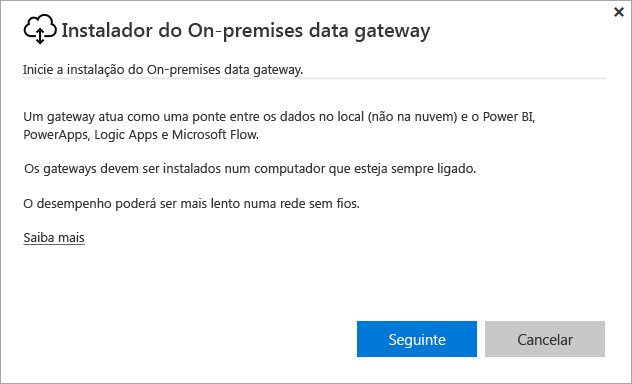 Instalador do On-premises data gateway
Inicie a instalação do On-premises data gateway.
Um gateway atua como uma ponte entre os dados no local (não na nuvem) e o Power BI,
PowerApps, Logic Apps e Microsoft Flow.
Os gateways devem ser instalados num computador que esteja sempre ligado.
O desempenho poderá ser mais lento numa rede sem fios.
Saiba mais
Seguinte
Cancelar